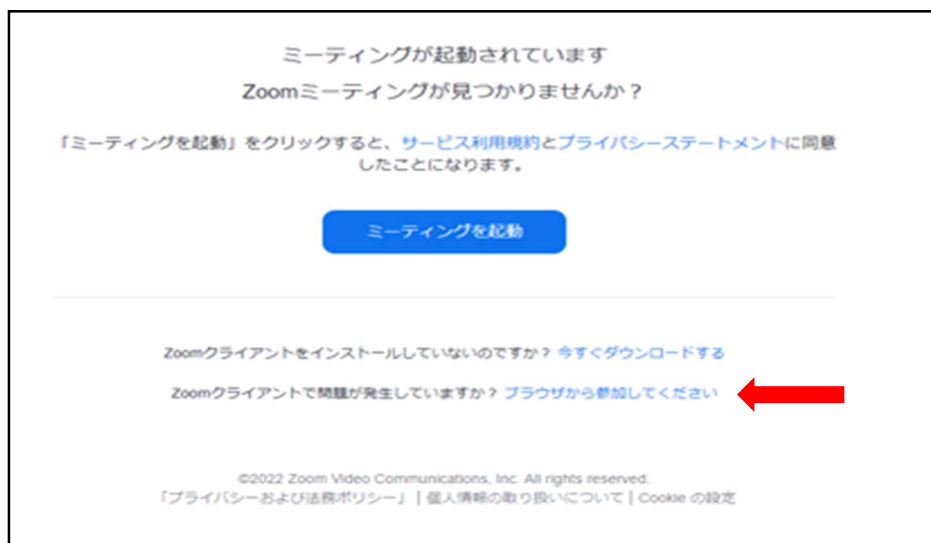 ミーティングが起動されています
Zoomミーティングが見つかりませんか？
「ミーティングを起動」をクリックすると、サービス利用規約とプライバシーステートメントに同意
したことになります。
ミーティングを起動
Zoomクライアントをインストールしていないのですか？ 今すぐダウンロードする
Zoomクライアントで問題が発生していますか？ ブラウザから参加してください
©2022 Zoom Video Communications, Inc. All rights reserved.
「プライバシーおよび法務ポリシー」 | 個人情報の取り扱いについて | Cookie の設定